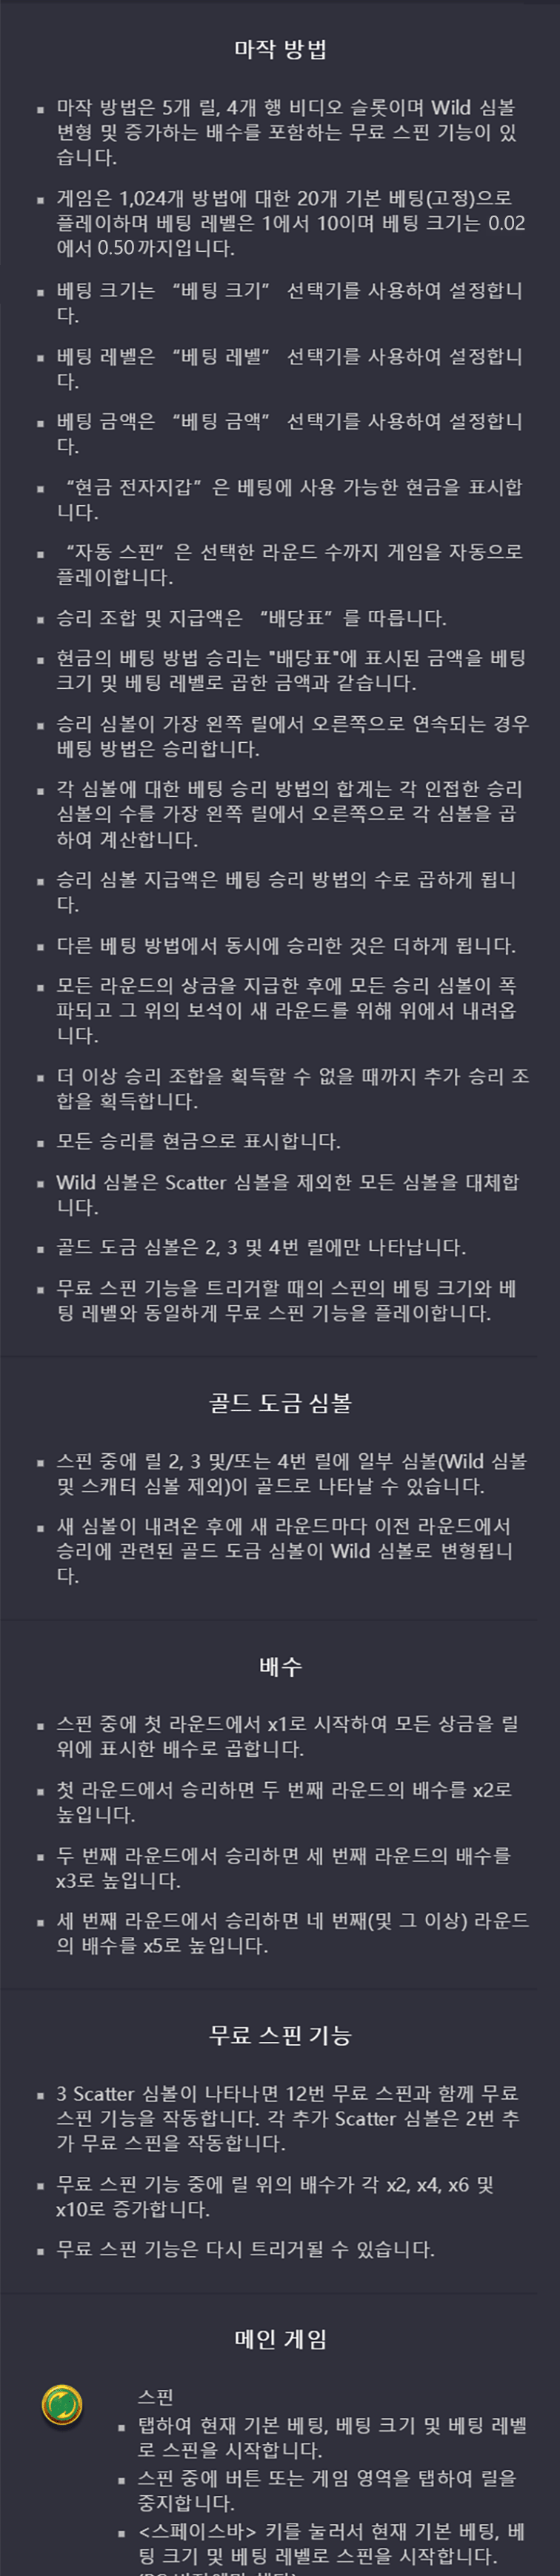 마작 방법
▪ 마작 방법은 5개 릴, 4개 행 비디오 슬롯이며 Wild 심볼
변형 및 증가하는 배수를 포함하는 무료 스핀 기능이 있
습니다.
▪ 게임은 1,024개 방법에 대한 20개 기본 베팅(고정)으로
플레이하며 베팅 레벨은 1에서 10이며 베팅 크기는 0.02
에서 0.50까지입니다.
▪ 베팅 크기는 “베팅 크기” 선택기를 사용하여 설정합니
다.
▪ 베팅 레벨은 “베팅 레벨” 선택기를 사용하여 설정합니
다.
▪ 베팅 금액은 “베팅 금액” 선택기를 사용하여 설정합니
다.
▪ “현금 전자지갑” 은 베팅에 사용 가능한 현금을 표시합
니다.
▪ “자동 스핀” 은 선택한 라운드 수까지 게임을 자동으로
플레이합니다.
▪ 승리 조합 및 지급액은 “배당표” 를 따릅니다.
▪ 현금의 베팅 방법 승리는 "배당표"에 표시된 금액을 베팅
크기 및 베팅 레벨로 곱한 금액과 같습니다.
▪ 승리 심볼이 가장 왼쪽 릴에서 오른쪽으로 연속되는 경우
베팅 방법은 승리합니다.
▪ 각 심볼에 대한 베팅 승리 방법의 합계는 각 인접한 승리
심볼의 수를 가장 왼쪽 릴에서 오른쪽으로 각 심볼을 곱
하여 계산합니다.
▪ 승리 심볼 지급액은 베팅 승리 방법의 수로 곱하게 됩니
다.
▪ 다른 베팅 방법에서 동시에 승리한 것은 더하게 됩니다.
▪ 모든 라운드의 상금을 지급한 후에 모든 승리 심볼이 폭
파되고 그 위의 보석이 새 라운드를 위해 위에서 내려옵
니다.
▪ 더 이상 승리 조합을 획득할 수 없을 때까지 추가 승리 조
합을 획득합니다.
▪ 모든 승리를 현금으로 표시합니다.
▪ Wild 심볼은 Scatter 심볼을 제외한 모든 심볼을 대체합
니다.
▪ 골드 도금 심볼은 2, 3 및 4번 릴에만 나타납니다.
▪ 무료 스핀 기능을 트리거할 때의 스핀의 베팅 크기와 베
팅 레벨와 동일하게 무료 스핀 기능을 플레이합니다.
골드 도금 심볼
▪ 스핀 중에 릴 2, 3 및/또는 4번 릴에 일부 심볼(Wild 심볼
및 스캐터 심볼 제외)이 골드로 나타날 수 있습니다.
▪ 새 심볼이 내려온 후에 새 라운드마다 이전 라운드에서
승리에 관련된 골드 도금 심볼이 Wild 심볼로 변형됩니
다.
배수
▪ 스핀 중에 첫 라운드에서 x1로 시작하여 모든 상금을 릴
위에 표시한 배수로 곱합니다.
▪ 첫 라운드에서 승리하면 두 번째 라운드의 배수를 x2로
높입니다.
▪ 두 번째 라운드에서 승리하면 세 번째 라운드의 배수를
x3로 높입니다.
▪ 세 번째 라운드에서 승리하면 네 번째(및 그 이상) 라운드
의 배수를 x5로 높입니다.
무료 스핀 기능
▪ 3 Scatter 심볼이 나타나면 12번 무료 스핀과 함께 무료
스핀 기능을 작동합니다. 각 추가 Scatter 심볼은 2번 추
가 무료 스핀을 작동합니다.
▪ 무료 스핀 기능 중에 릴 위의 배수가 각 x2, x4, x6 및
x10로 증가합니다.
▪ 무료 스핀 기능은 다시 트리거될 수 있습니다.
메인 게임
스핀
▪ 탭하여 현재 기본 베팅, 베팅 크기 및 베팅 레벨
로 스핀을 시작합니다.
▪ 스핀 중에 버튼 또는 게임 영역을 탭하여 릴을
중지합니다.
▪ <스페이스바> 키를 눌러서 현재 기본 베팅, 베
팅 크기 및 베팅 레벨로 스핀을 시작합니다.